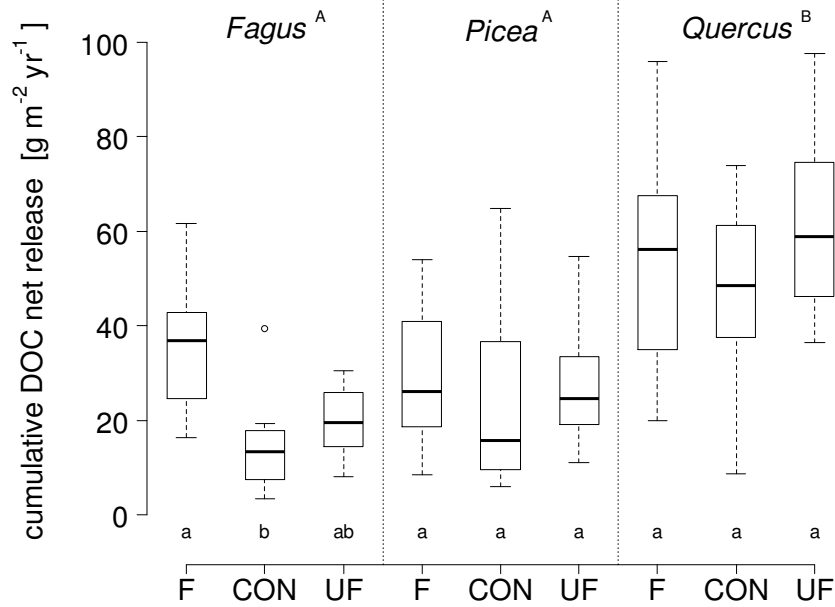 Fagus A Picea A Quercus B
cumulative DOC net release [g m-2 yr-1]
100
80
60
40
20
0
a b ab a a a a a a
F CON UF F CON UF F CON UF